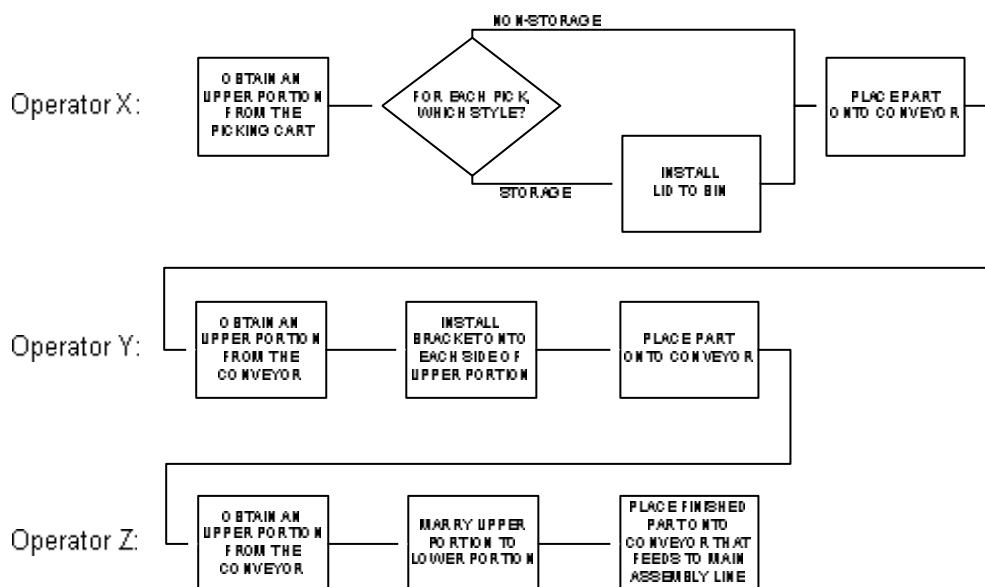 NON-STORAGE
Operator X:
OBTAIN AN
UPPER PORTION
FROM THE
PICKING CART
FOR EACH PICK,
WHICH STYLE?
STORAGE
INSTALL
LID TO BIN
PLACE PART
ONTO CONVEYOR
Operator Y:
OBTAIN AN
UPPER PORTION
FROM THE
CONVEYOR
INSTALL
BRACKET ONTO
EACH SIDE OF
UPPER PORTION
PLACE PART
ONTO CONVEYOR
Operator Z:
OBTAIN AN
UPPER PORTION
FROM THE
CONVEYOR
MARRY UPPER
PORTION TO
LOWER PORTION
PLACE FINISHED
PART ONTO
CONVEYOR THAT
FEEDS TO MAIN
ASSEMBLY LINE